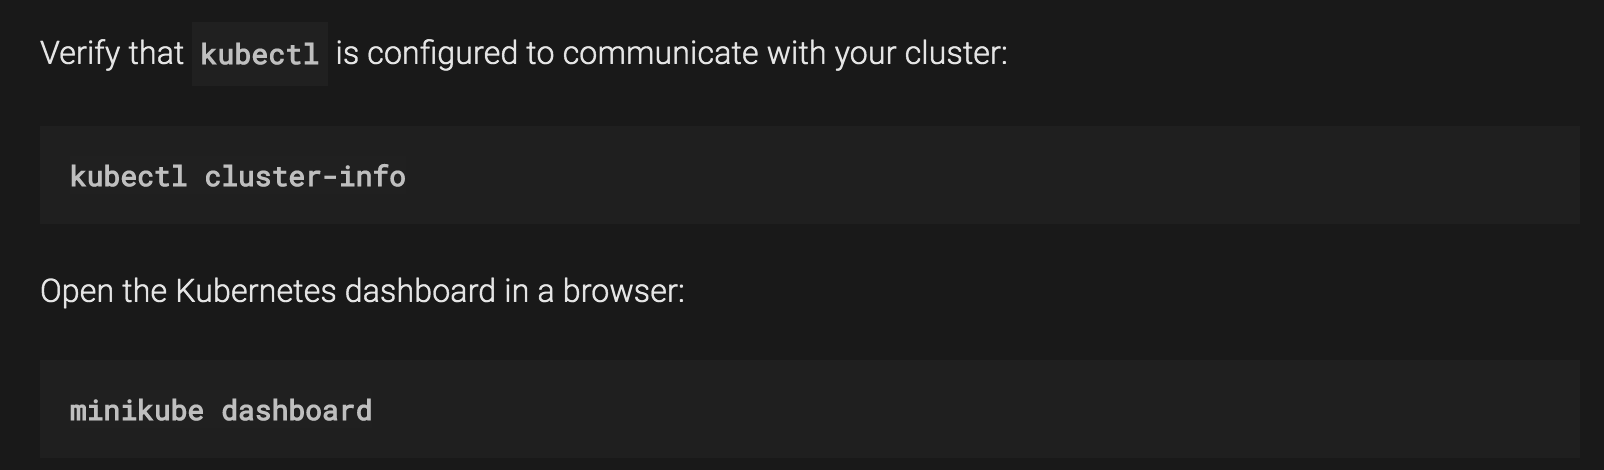 Verify that kubectl is configured to communicate with your cluster:
kubectl cluster-info
Open the Kubernetes dashboard in a browser:
minikube dashboard